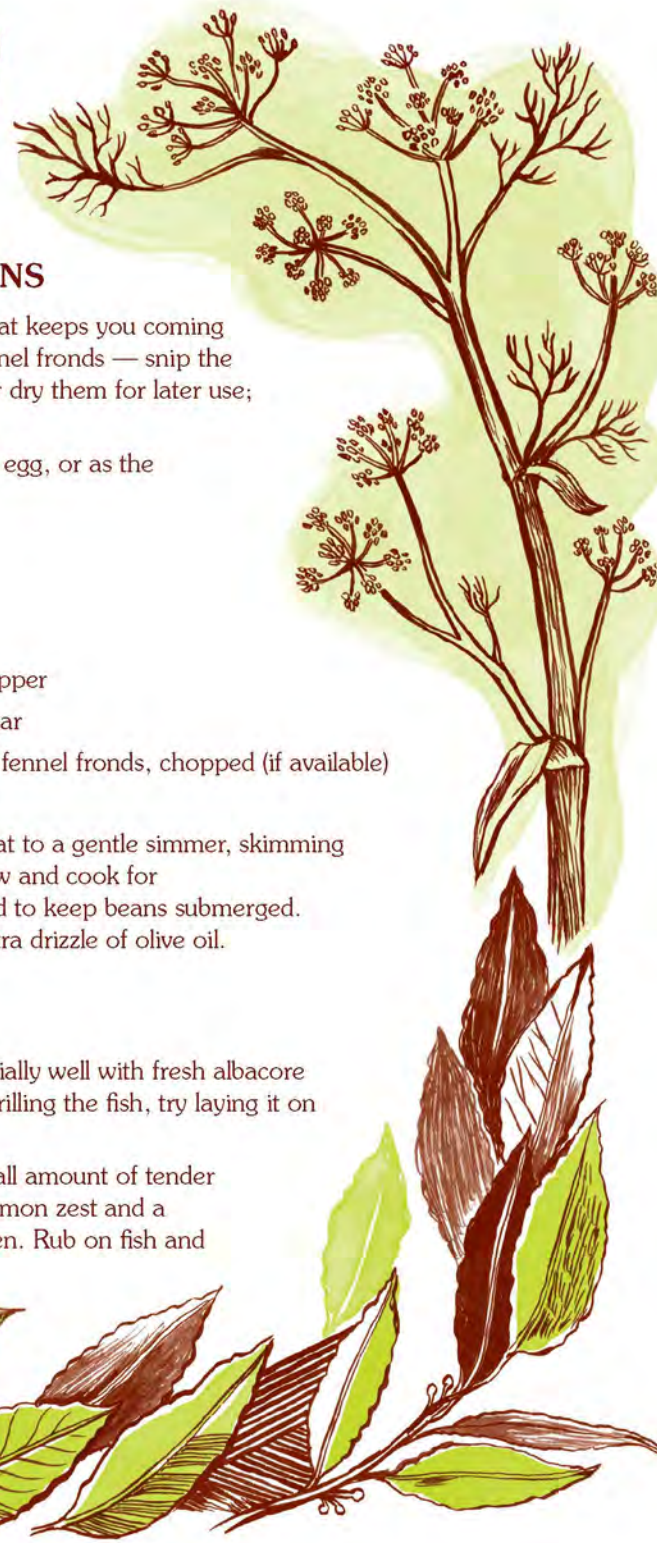 NS
at keeps you coming
nel fronds — snip the
dry them for later use;
egg, or as the
pper
ar
fennel fronds, chopped (if available)
at to a gentle simmer, skimming
w and cook for
d to keep beans submerged.
tra drizzle of olive oil.
ially well with fresh albacore
rilling the fish, try laying it on
all amount of tender
mon zest and a
en. Rub on fish and